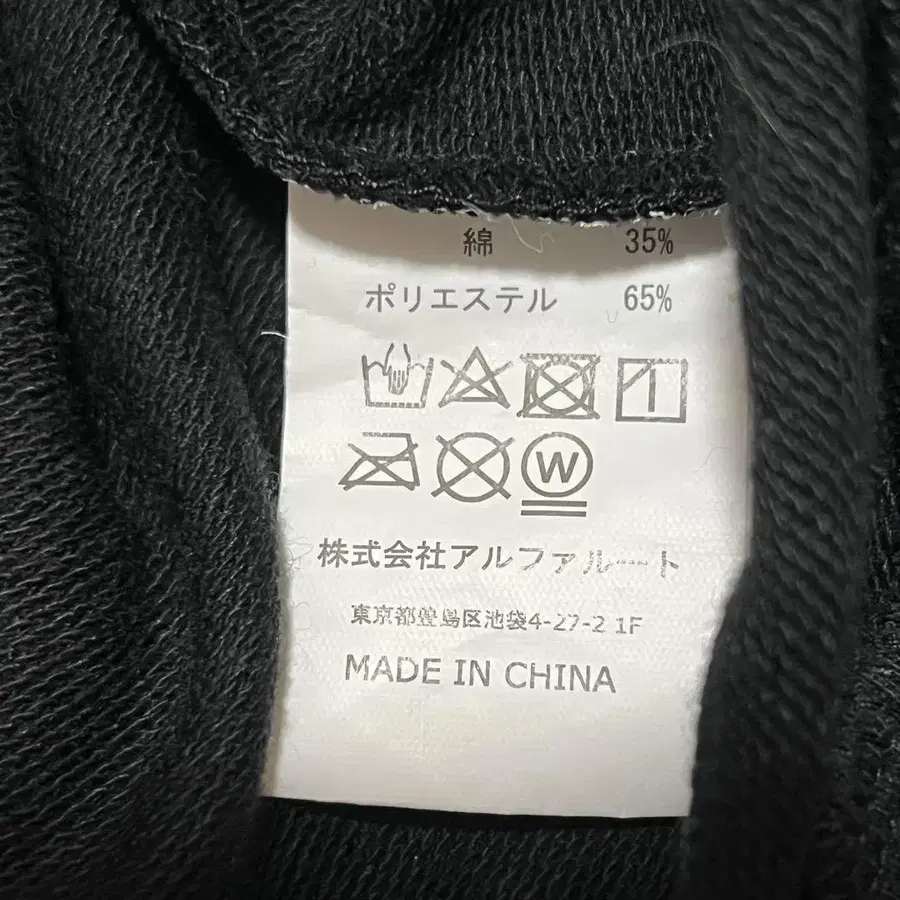 綿 35%
ポリエステル 65%
W
株式会社アルファルート
東京都豊島区池袋4-27-2 1F
MADE IN CHINA